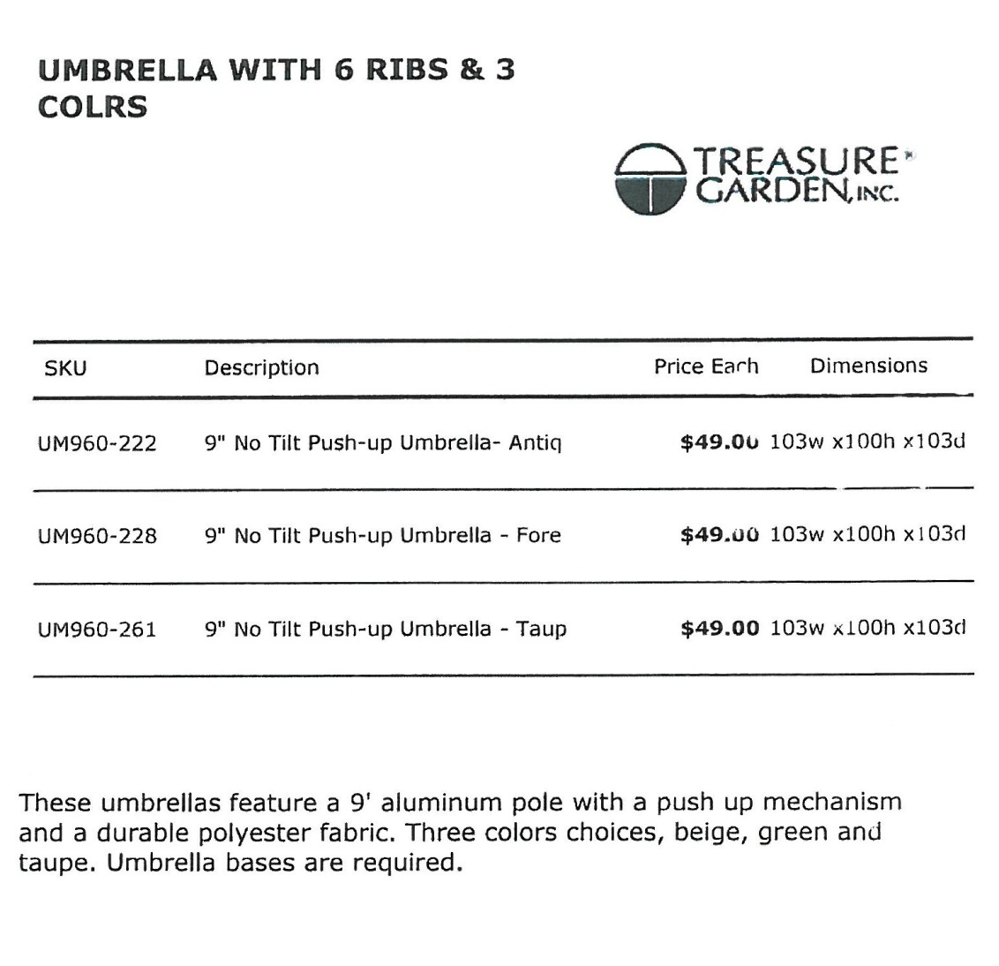 UMBRELLA WITH 6 RIBS & 3
COLRS
TREASURE
GARDEN, INC.
SKU Description Price Each Dimensions
UM960-222 9" No Tilt Push-up Umbrella- Antiq $49.00 103w x100h x103d
UM960-228 9" No Tilt Push-up Umbrella - Fore $49.00 103w x100h x103d
UM960-261 9" No Tilt Push-up Umbrella - Taup $49.00 103w x100h x103d
These umbrellas feature a 9' aluminum pole with a push up mechanism
and a durable polyester fabric. Three colors choices, beige, green and
taupe. Umbrella bases are required.